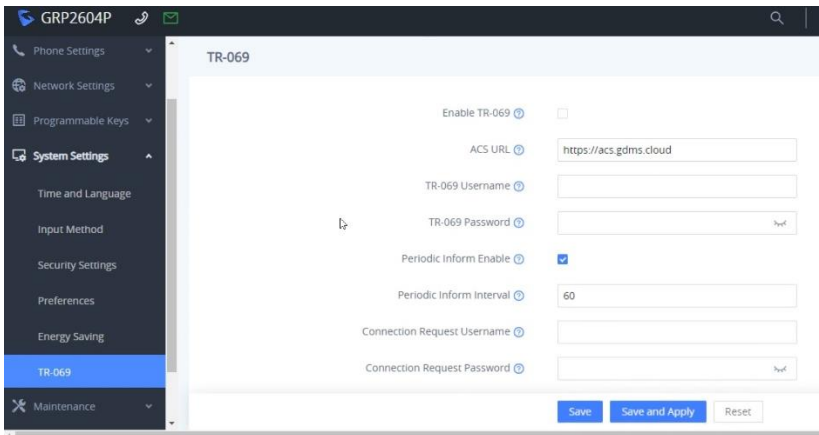 GRP2604P
Phone Settings
Network Settings
Programmable Keys
System Settings
Time and Language
Input Method
Security Settings
Preferences
Energy Saving
TR-069
Maintenance
TR-069
Enable TR-069
ACS URL https://acs.gdms.cloud
TR-069 Username
TR-069 Password
Periodic Inform Enable
Periodic Inform Interval 60
Connection Request Username
Connection Request Password
Save Save and Apply Reset